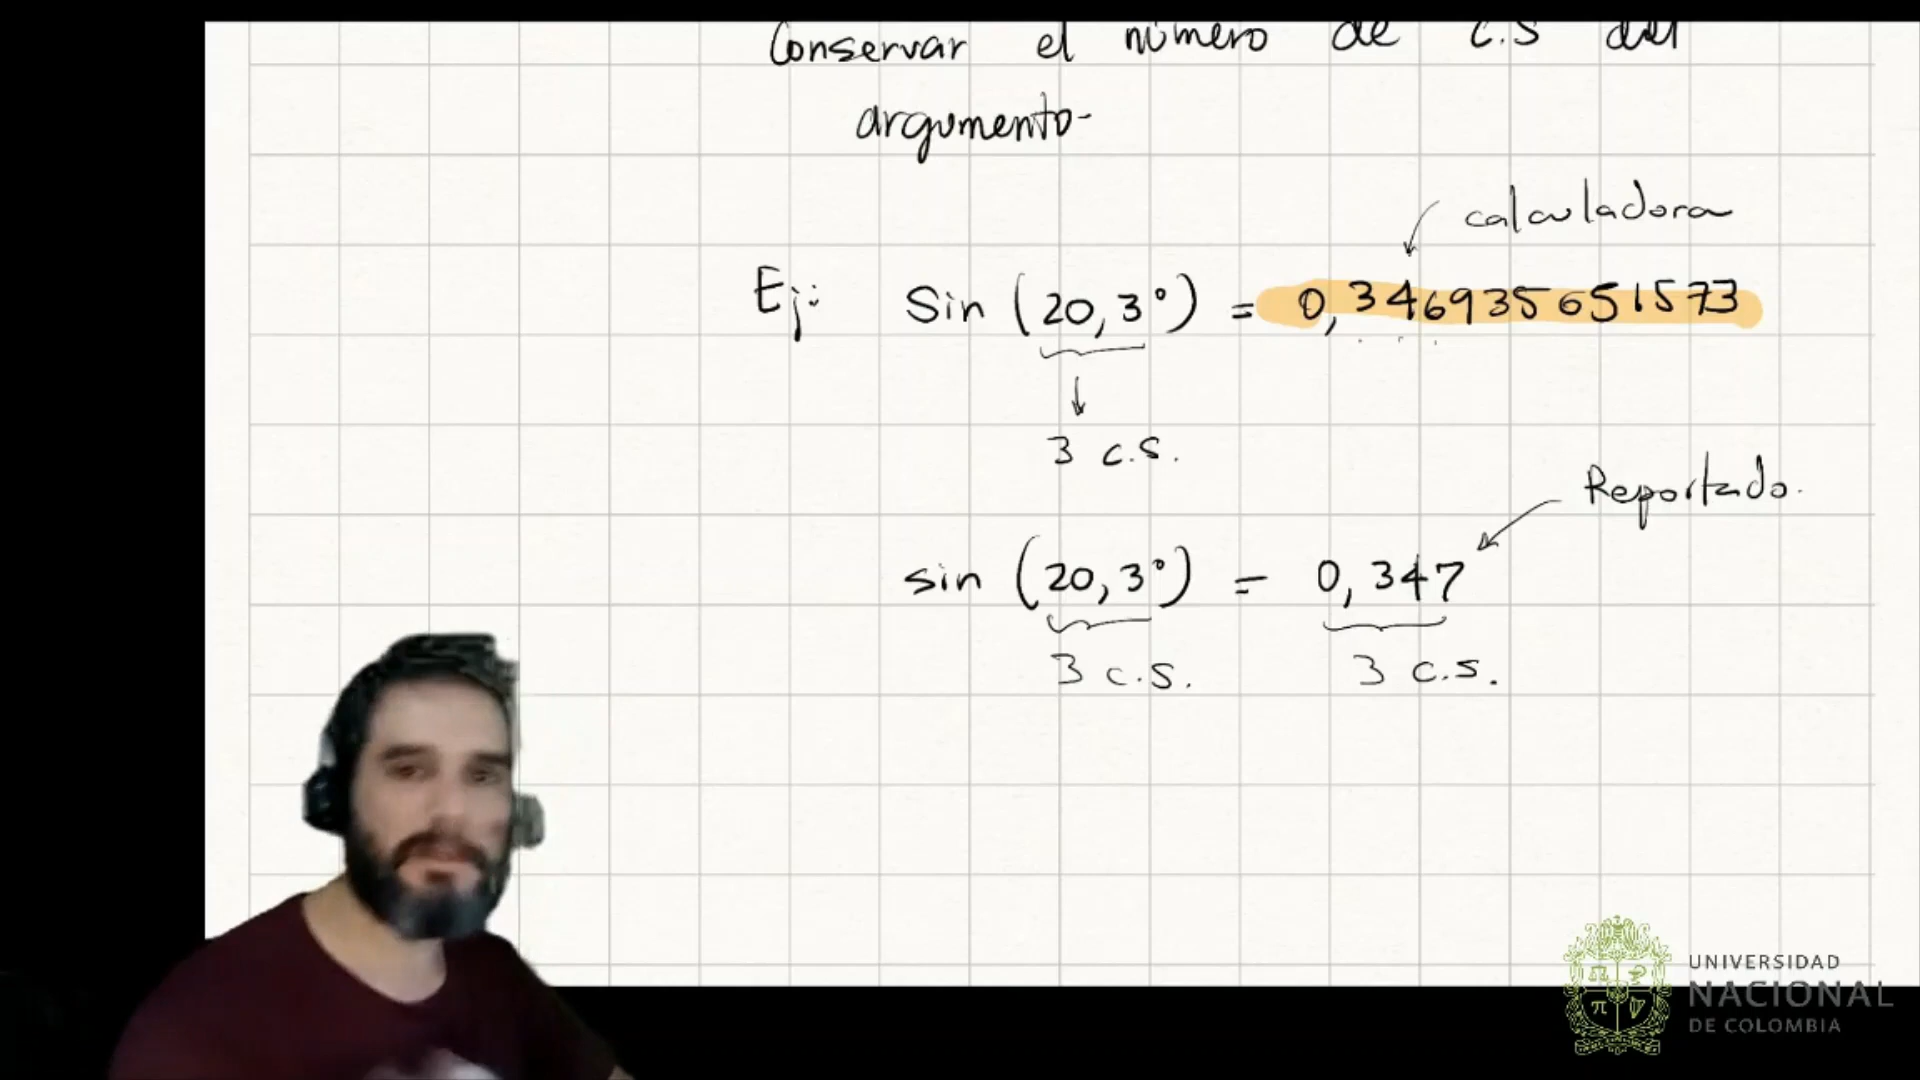 Conservar el número de C.S del
argumento-
calculadora
Ej: Sin (20,3°) = 0,346935651573
3 c.s.
Reportado.
sin (20,3°) = 0,347
3 c.s. 3 c.s.
UNIVERSIDAD
NACIONAL
DE COLOMBIA